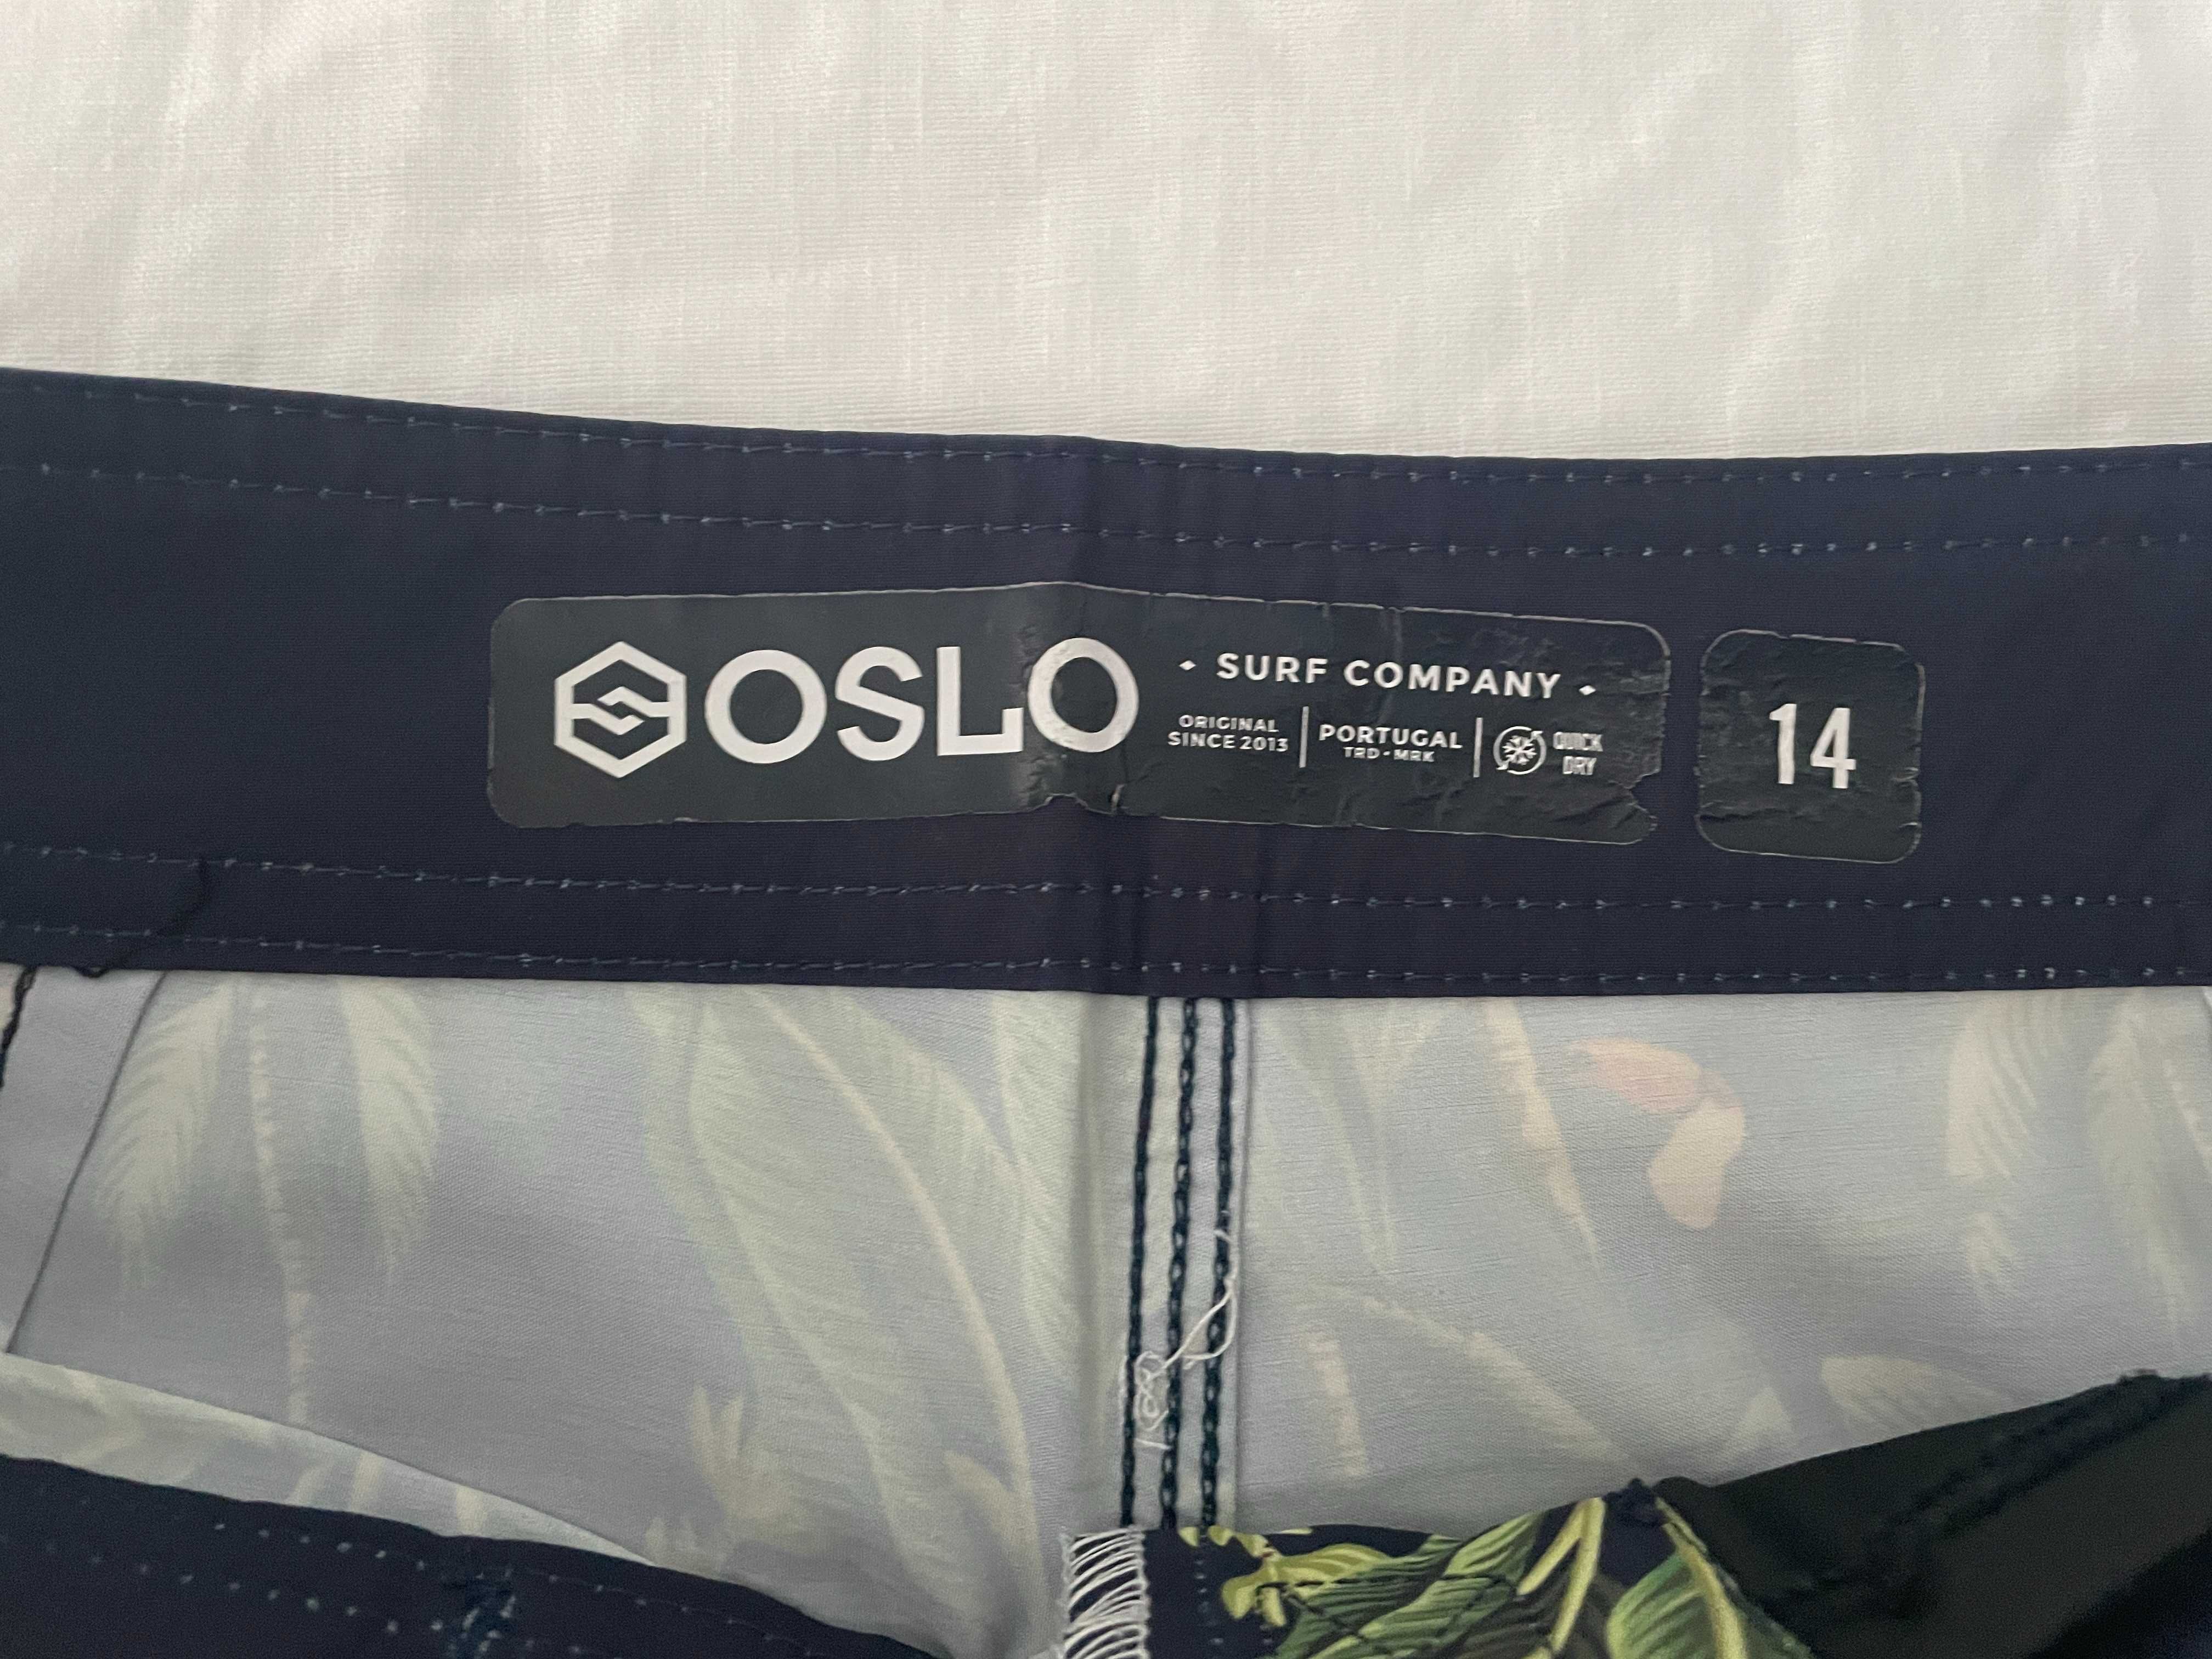 OSLO
• SURF COMPANY •
ORIGINAL
SINCE 2013
PORTUGAL
TRD-MRK
QUICK
DRY
14